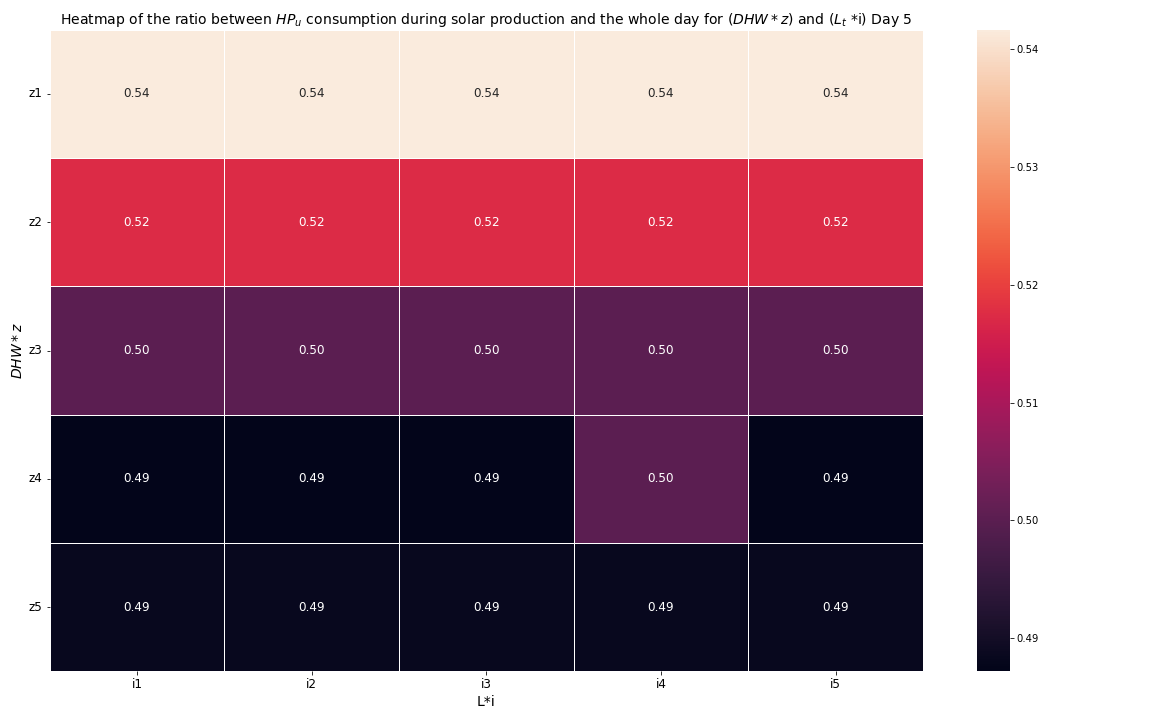 Heatmap of the ratio between HP_u consumption during solar production and the whole day for (DHW * z) and (L_t *i) Day 5
z1 0.54 0.54 0.54 0.54 0.54
z2 0.52 0.52 0.52 0.52 0.52
z3 0.50 0.50 0.50 0.50 0.50
z4 0.49 0.49 0.49 0.50 0.49
z5 0.49 0.49 0.49 0.49 0.49
i1 i2 i3 i4 i5
L*i
DHW * z
0.54
0.53
0.52
0.51
0.50
0.49